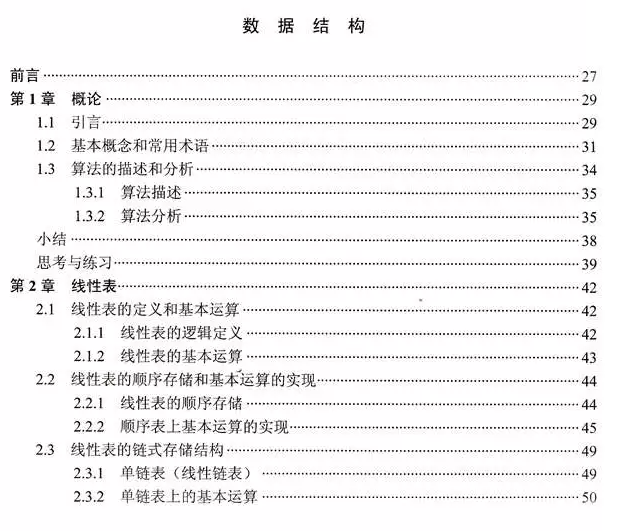 数 据 结 构
前言 27
第 1 章 概论 29
1.1 引言 29
1.2 基本概念和常用术语 31
1.3 算法的描述和分析 34
1.3.1 算法描述 35
1.3.2 算法分析 35
小结 38
思考与练习 39
第 2 章 线性表 42
2.1 线性表的定义和基本运算 42
2.1.1 线性表的逻辑定义 42
2.1.2 线性表的基本运算 43
2.2 线性表的顺序存储和基本运算的实现 44
2.2.1 线性表的顺序存储 44
2.2.2 顺序表上基本运算的实现 45
2.3 线性表的链式存储结构 49
2.3.1 单链表（线性链表） 49
2.3.2 单链表上的基本运算 50